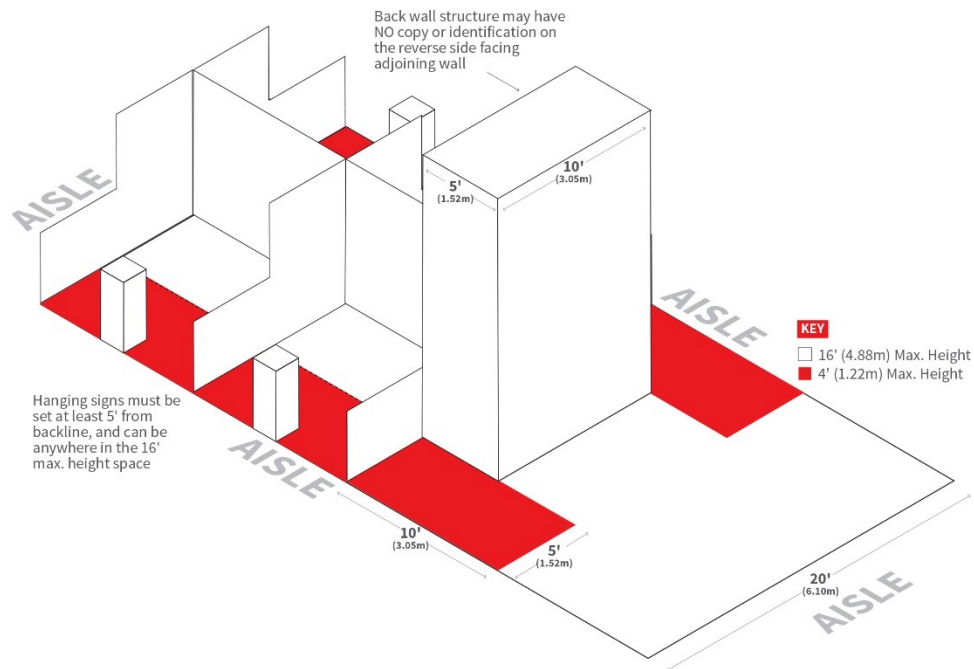 Back wall structure may have
NO copy or identification on
the reverse side facing
adjoining wall
AISLE
5'
(1.52m)
10'
(3.05m)
AISLE
KEY
16' (4.88m) Max. Height
4' (1.22m) Max. Height
Hanging signs must be
set at least 5' from
backline, and can be
anywhere in the 16'
max. height space
AISLE
10'
(3.05m)
5'
(1.52m)
20'
(6.10m)
AISLE